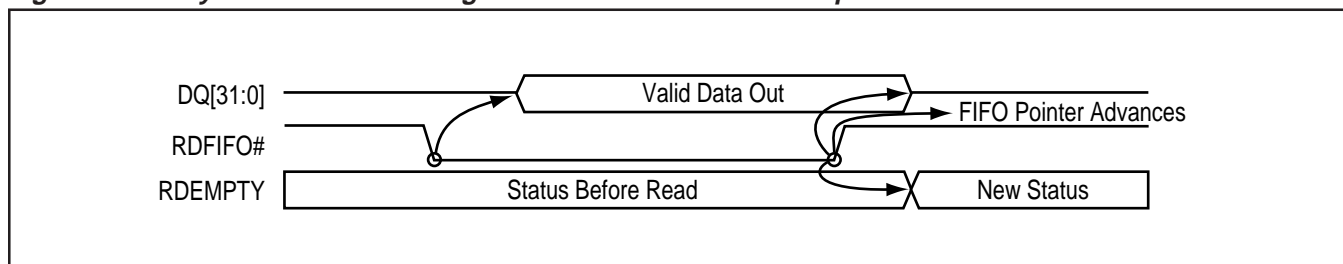 DQ[31:0]
Valid Data Out
FIFO Pointer Advances
RDFIFO#
RDEMPTY
Status Before Read
New Status